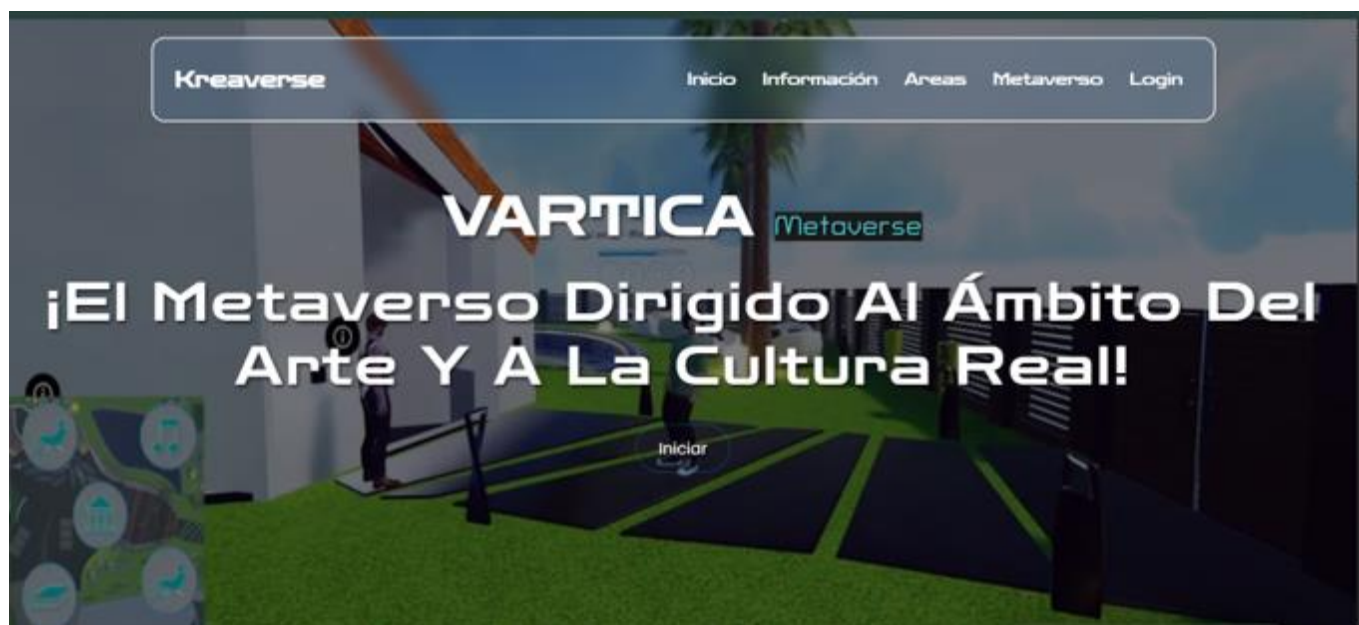 Kreaverse
Inicio Información Areas Metaverso Login
VARTICA Metaverse
¡El Metaverso Dirigido Al Ámbito Del
Arte Y A La Cultura Real!
Iniciar